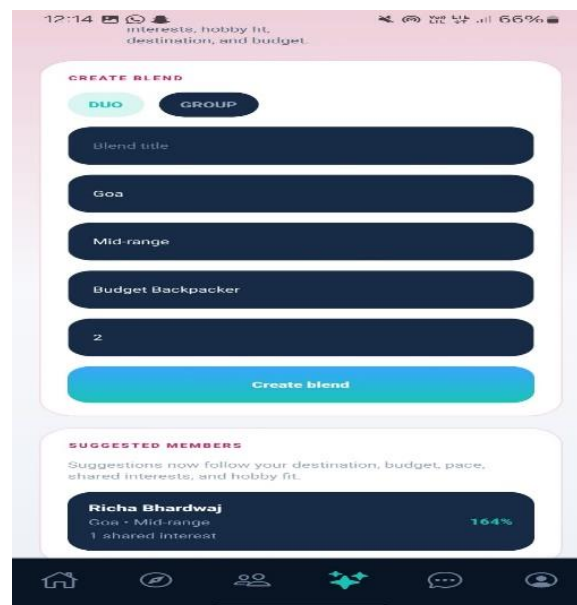 12:14 66%
interests, hobby fit,
destination, and budget.
CREATE BLEND
DUO GROUP
Blend title
Goa
Mid-range
Budget Backpacker
2
Create blend
SUGGESTED MEMBERS
Suggestions now follow your destination, budget, pace,
shared interests, and hobby fit.
Richa Bhardwaj
Goa • Mid-range 164%
1 shared interest